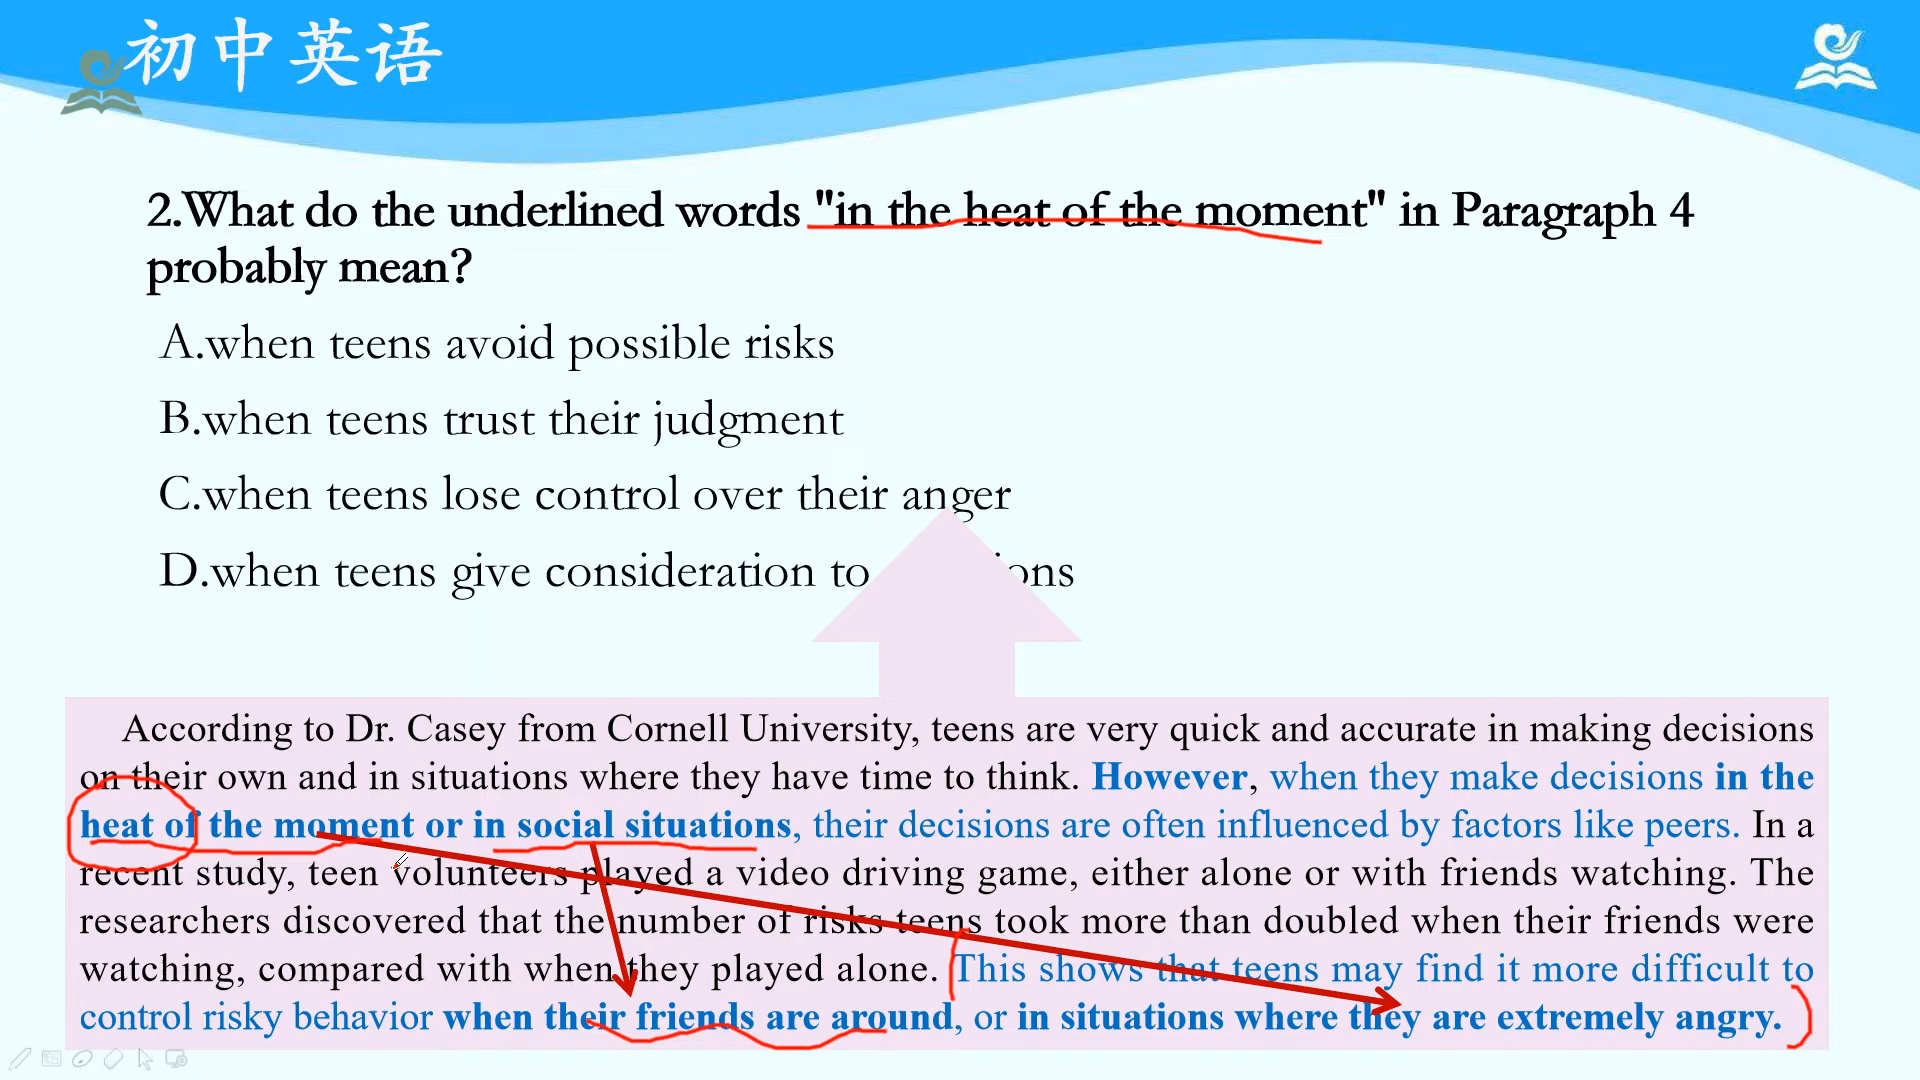 初中英语
2.What do the underlined words "in the heat of the moment" in Paragraph 4
probably mean?
A.when teens avoid possible risks
B.when teens trust their judgment
C.when teens lose control over their anger
D.when teens give consideration to
According to Dr. Casey from Cornell University, teens are very quick and accurate in making decisions
on their own and in situations where they have time to think. However, when they make decisions in the
heat of the moment or in social situations, their decisions are often influenced by factors like peers. In a
recent study, teen volunteers played a video driving game, either alone or with friends watching. The
researchers discovered that the number of risks teens took more than doubled when their friends were
watching, compared with when they played alone. This shows that teens may find it more difficult to
control risky behavior when their friends are around, or in situations where they are extremely angry.